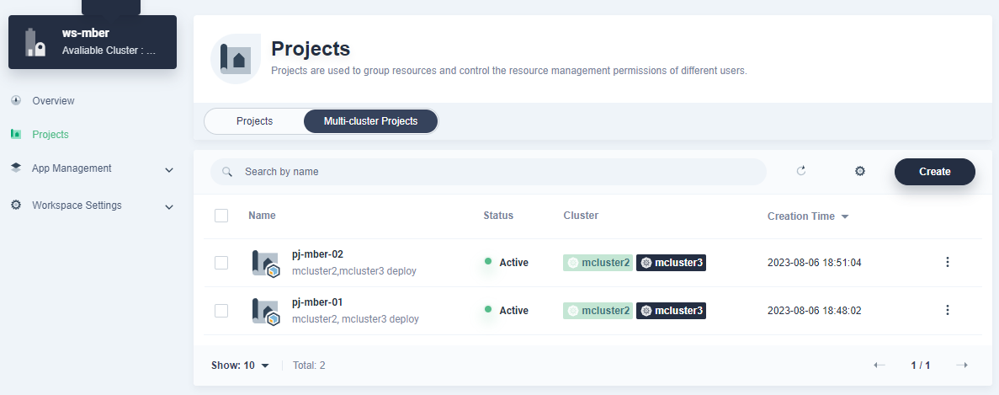 ws-mber
Avaliable Cluster : ...
Overview
Projects
App Management
Workspace Settings
Projects
Projects are used to group resources and control the resource management permissions of different users.
Projects Multi-cluster Projects
Search by name Create
Name Status Cluster Creation Time
pj-mber-02
mcluster2,mcluster3 deploy
Active mcluster2 mcluster3 2023-08-06 18:51:04
pj-mber-01
mcluster2, mcluster3 deploy
Active mcluster2 mcluster3 2023-08-06 18:48:02
Show: 10 Total: 2 1 / 1